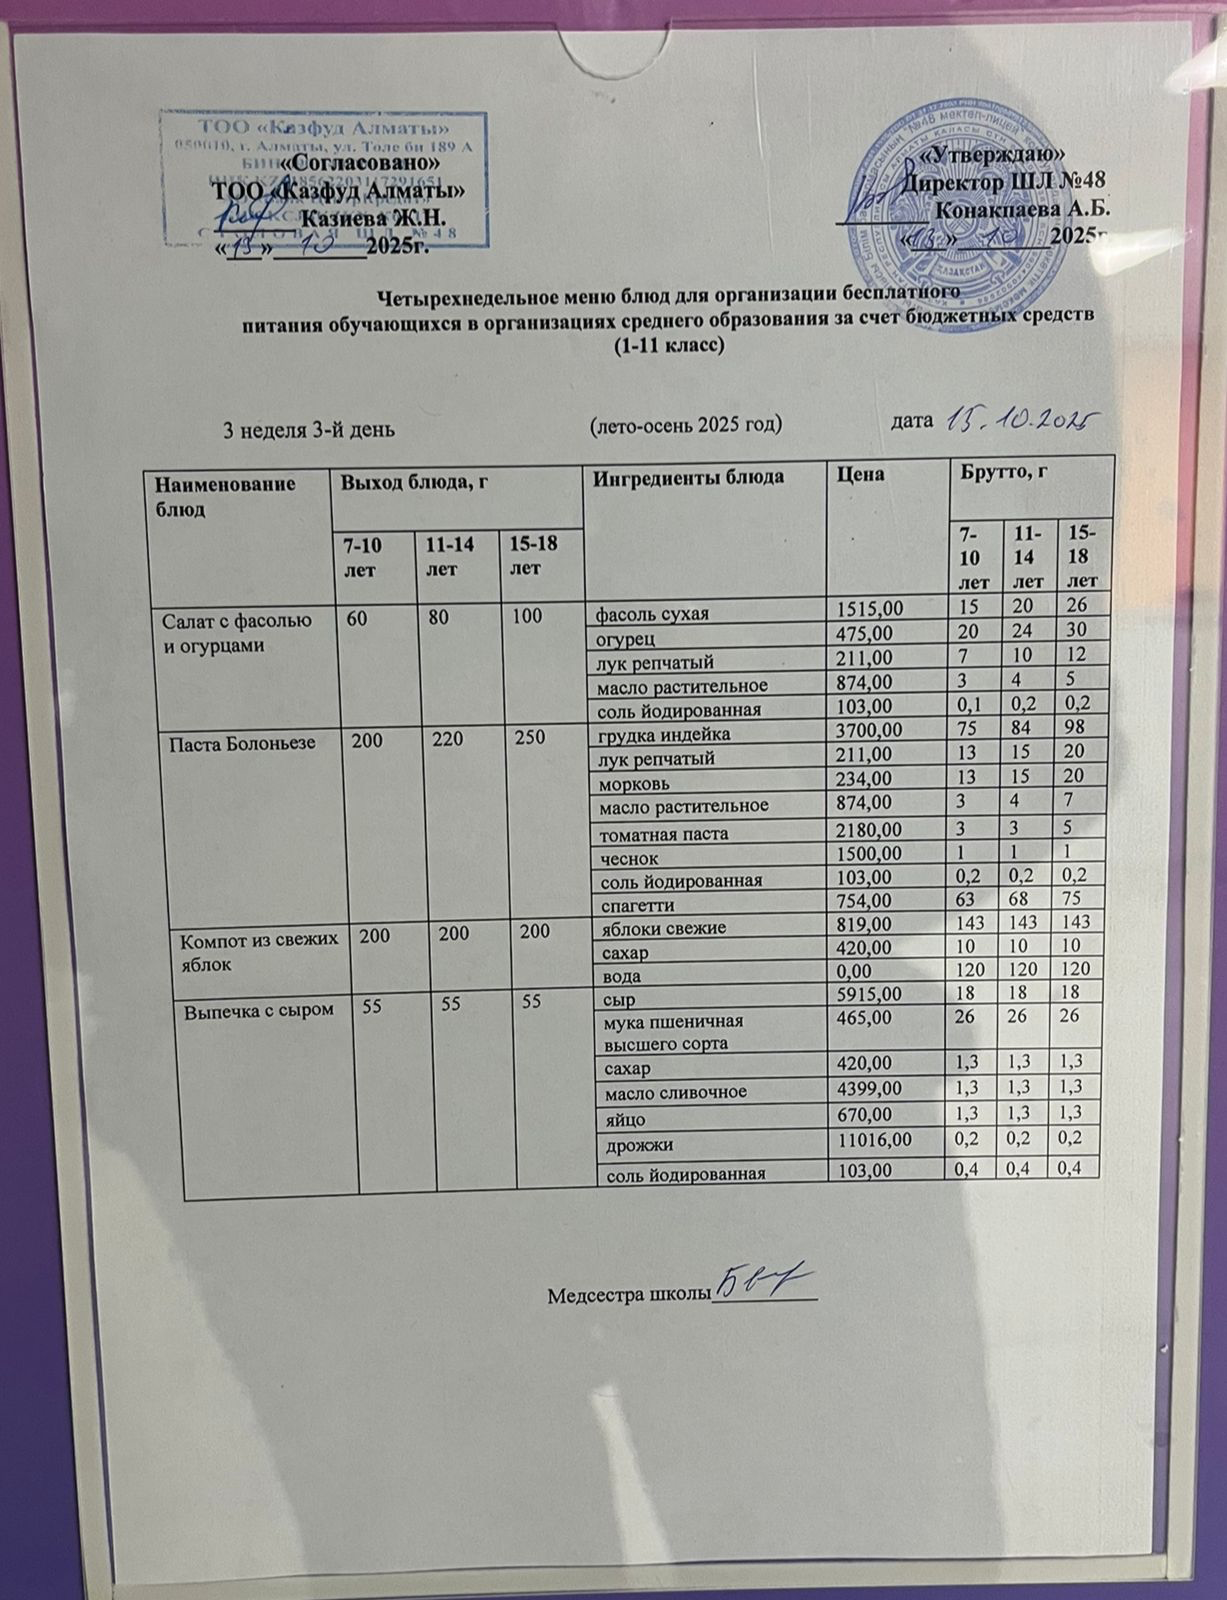 ТОО «Казфуд Алматы»
050010, г. Алматы, ул. Толе би 189 А
«Согласовано»
ТОО «Казфуд Алматы»
Казиева Ж.Н.
СТОЛОВАЯ ШЛ №48
«13» 10 2025г.
«Утверждаю»
Директор ШЛ №48
Конакпаева А.Б.
«13» 10 2025г
ҚАЗАҚСТАН
Четырехнедельное меню блюд для организации бесплатного
питания обучающихся в организациях среднего образования за счет бюджетных средств
(1-11 класс)
3 неделя 3-й день (лето-осень 2025 год) дата 15.10.2025
Наименование блюд Выход блюда, г Ингредиенты блюда Цена Брутто, г
7-10 лет 11-14 лет 15-18 лет 7-10 лет 11-14 лет 15-18 лет
Салат с фасолью и огурцами 60 80 100 фасоль сухая 1515,00 15 20 26
огурец 475,00 20 24 30
лук репчатый 211,00 7 10 12
масло растительное 874,00 3 4 5
соль йодированная 103,00 0,1 0,2 0,2
Паста Болоньезе 200 220 250 грудка индейка 3700,00 75 84 98
лук репчатый 211,00 13 15 20
морковь 234,00 13 15 20
масло растительное 874,00 3 4 7
томатная паста 2180,00 3 3 5
чеснок 1500,00 1 1 1
соль йодированная 103,00 0,2 0,2 0,2
спагетти 754,00 63 68 75
Компот из свежих яблок 200 200 200 яблоки свежие 819,00 143 143 143
сахар 420,00 10 10 10
вода 0,00 120 120 120
Выпечка с сыром 55 55 55 сыр 5915,00 18 18 18
мука пшеничная высшего сорта 465,00 26 26 26
сахар 420,00 1,3 1,3 1,3
масло сливочное 4399,00 1,3 1,3 1,3
яйцо 670,00 1,3 1,3 1,3
дрожжи 11016,00 0,2 0,2 0,2
соль йодированная 103,00 0,4 0,4 0,4
Медсестра школы